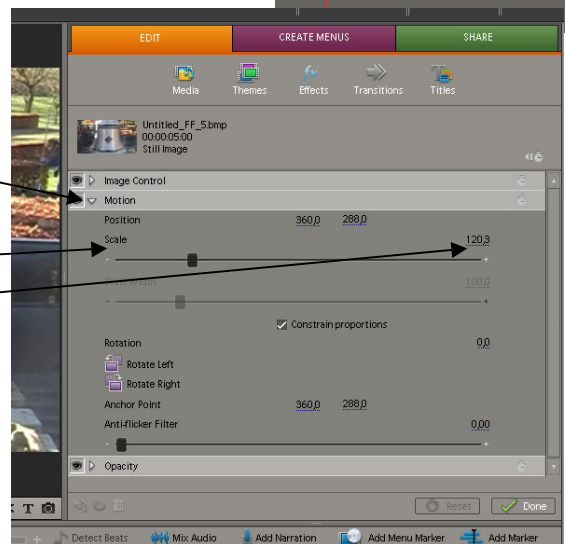 EDIT CREATE MENUS SHARE
Media Themes Effects Transitions Titles
Untitled_FF_5.bmp
00:00:05:00
Still Image
Image Control
Motion
Position 360,0 288,0
Scale 120,3
- +
Scale Width 100,0
- +
Constrain proportions
Rotation 0,0
Rotate Left
Rotate Right
Anchor Point 360,0 288,0
Anti-flicker Filter 0,00
- +
Opacity
T Reset Done
Detect Beats Mix Audio Add Narration Add Menu Marker Add Marker